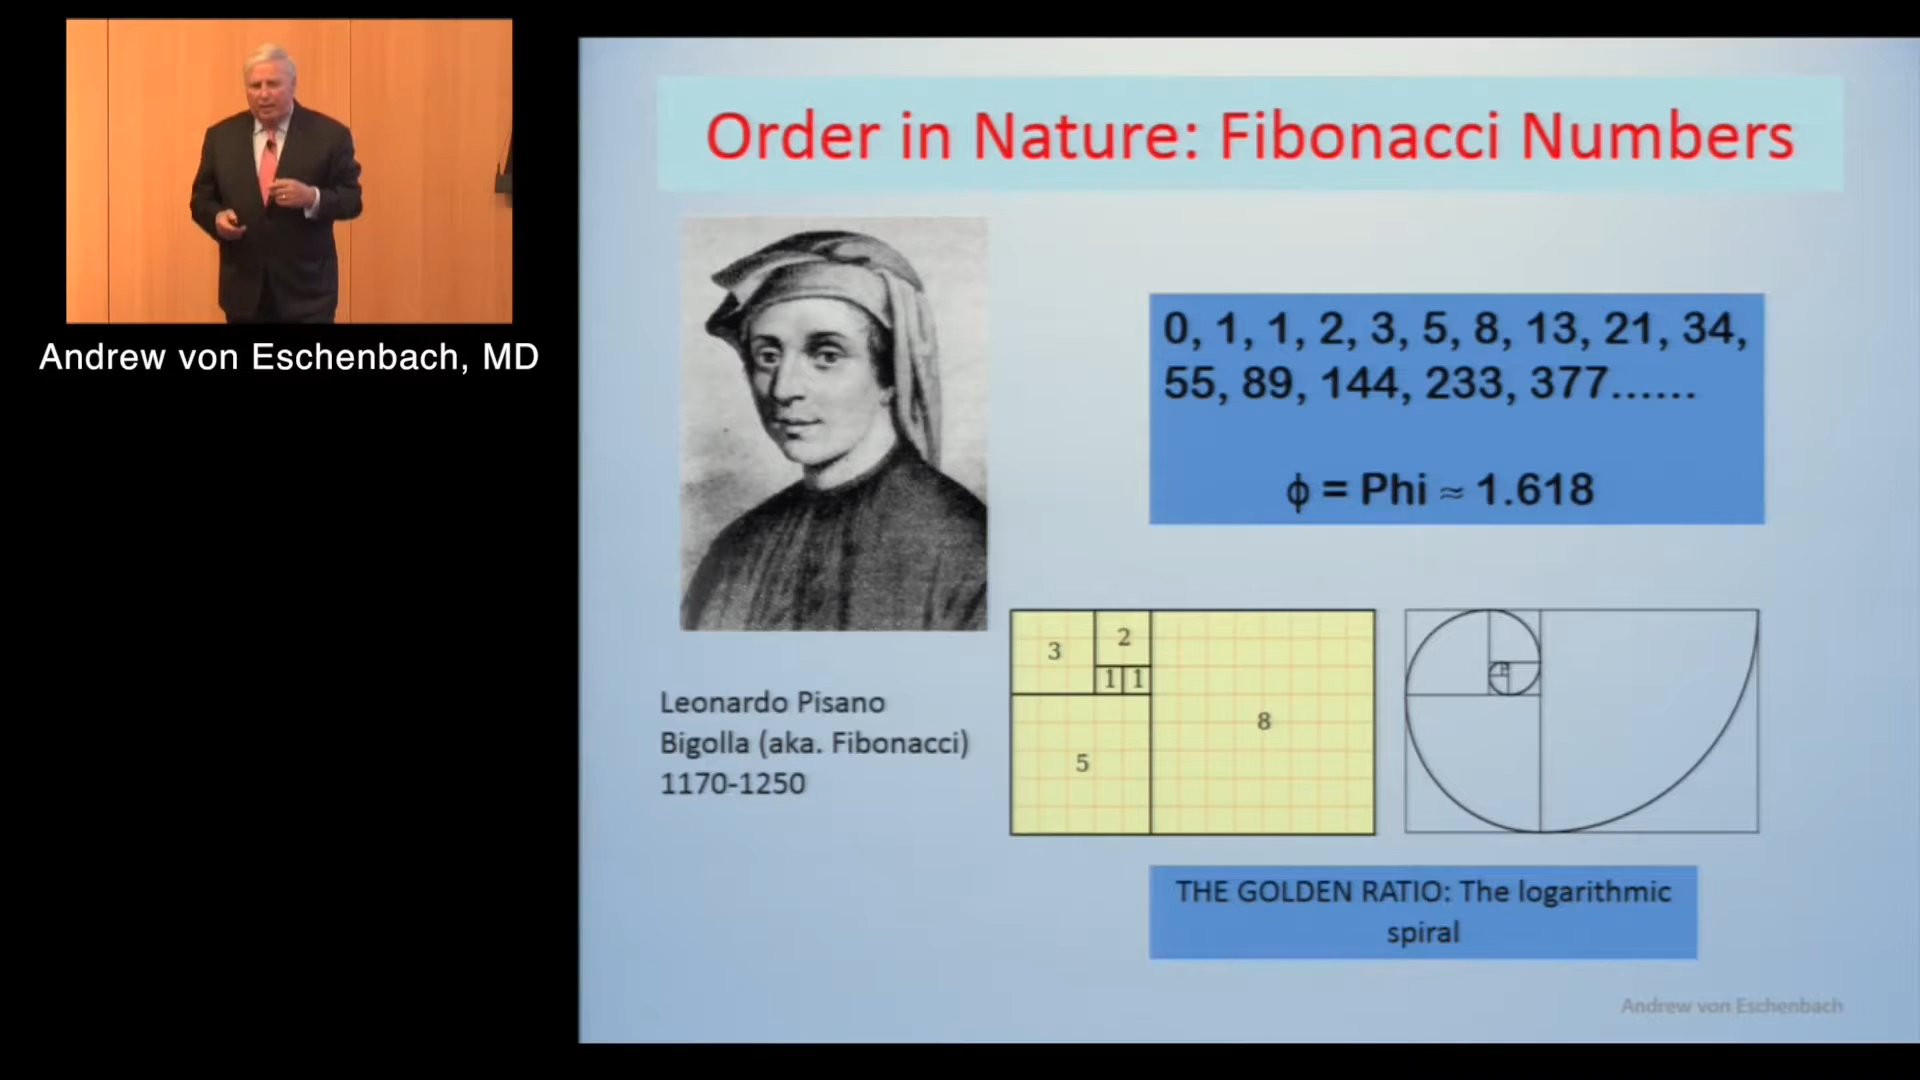 Andrew von Eschenbach, MD
Order in Nature: Fibonacci Numbers
0, 1, 1, 2, 3, 5, 8, 13, 21, 34,
55, 89, 144, 233, 377......
ϕ = Phi ≈ 1.618
Leonardo Pisano
Bigolla (aka. Fibonacci)
1170-1250
3
2
1 1
8
5
THE GOLDEN RATIO: The logarithmic
spiral
Andrew von Eschenbach